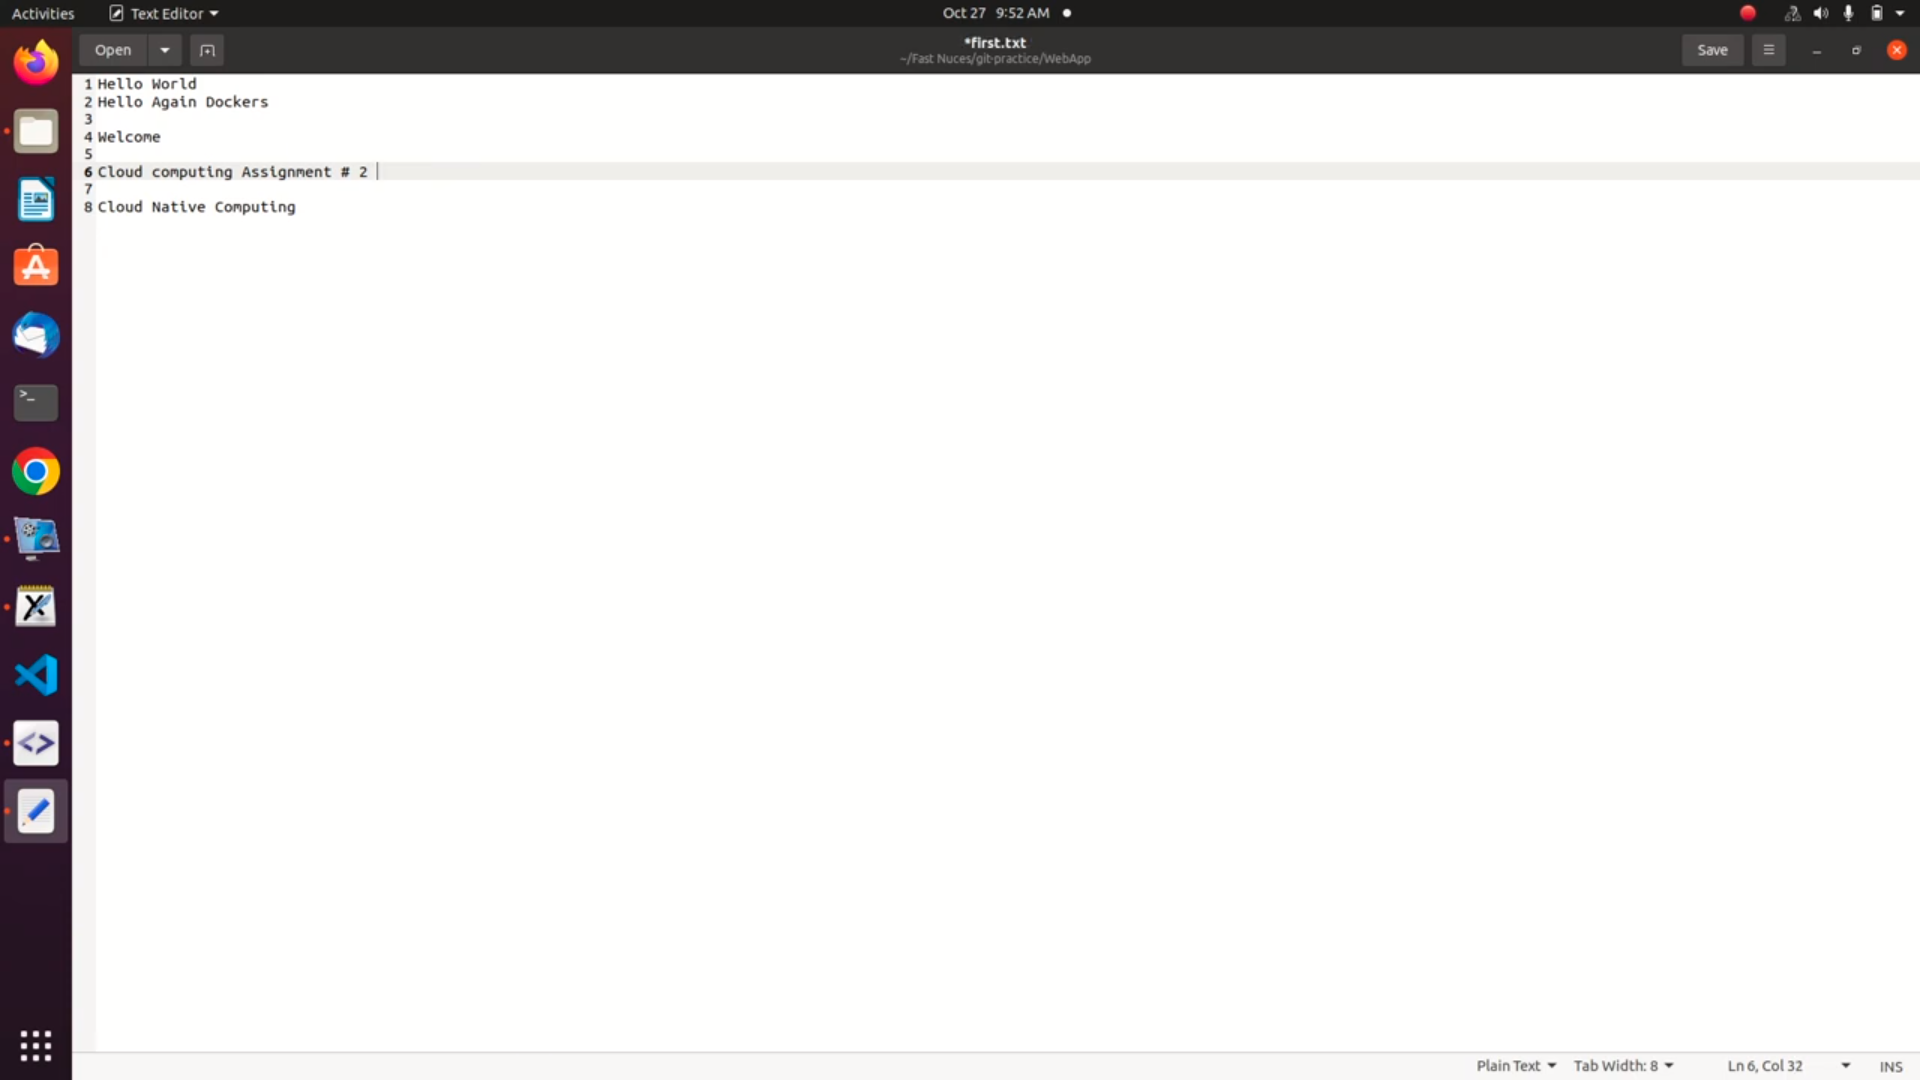 Activities Text Editor Oct 27 9:52 AM
Open *first.txt Save
~/Fast Nuces/git-practice/WebApp
1 Hello World
2 Hello Again Dockers
3
4 Welcome
5
6 Cloud computing Assignment # 2
7
8 Cloud Native Computing
Plain Text Tab Width: 8 Ln 6, Col 32 INS